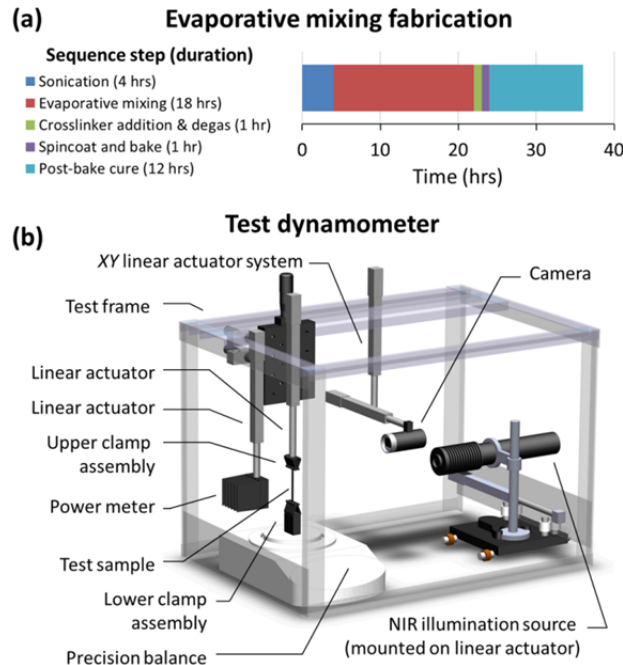 (a) Evaporative mixing fabrication
Sequence step (duration)
Sonication (4 hrs)
Evaporative mixing (18 hrs)
Crosslinker addition & degas (1 hr)
Spincoat and bake (1 hr)
Post-bake cure (12 hrs)
0 10 20 30 40
Time (hrs)
(b) Test dynamometer
XY linear actuator system
Camera
Test frame
Linear actuator
Linear actuator
Upper clamp
assembly
Power meter
Test sample
Lower clamp
assembly
Precision balance
NIR illumination source
(mounted on linear actuator)